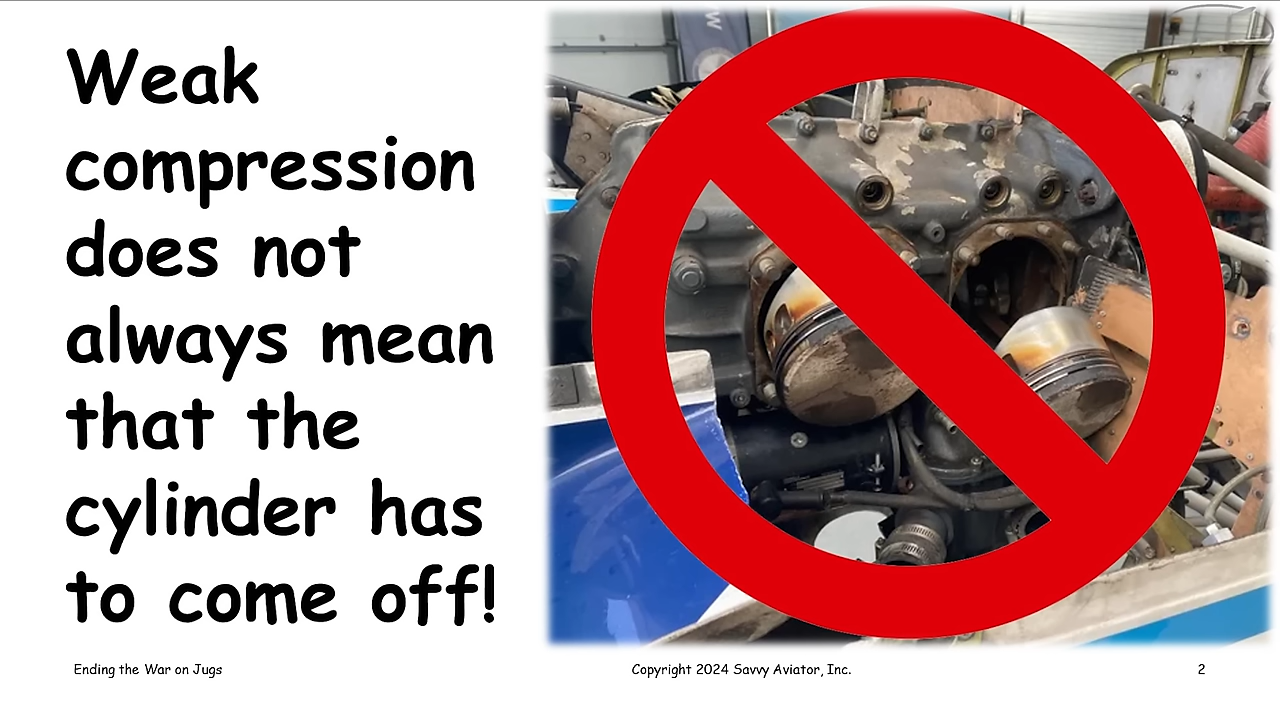 Weak
compression
does not
always mean
that the
cylinder has
to come off!
Ending the War on Jugs
Copyright 2024 Savvy Aviator, Inc.
2